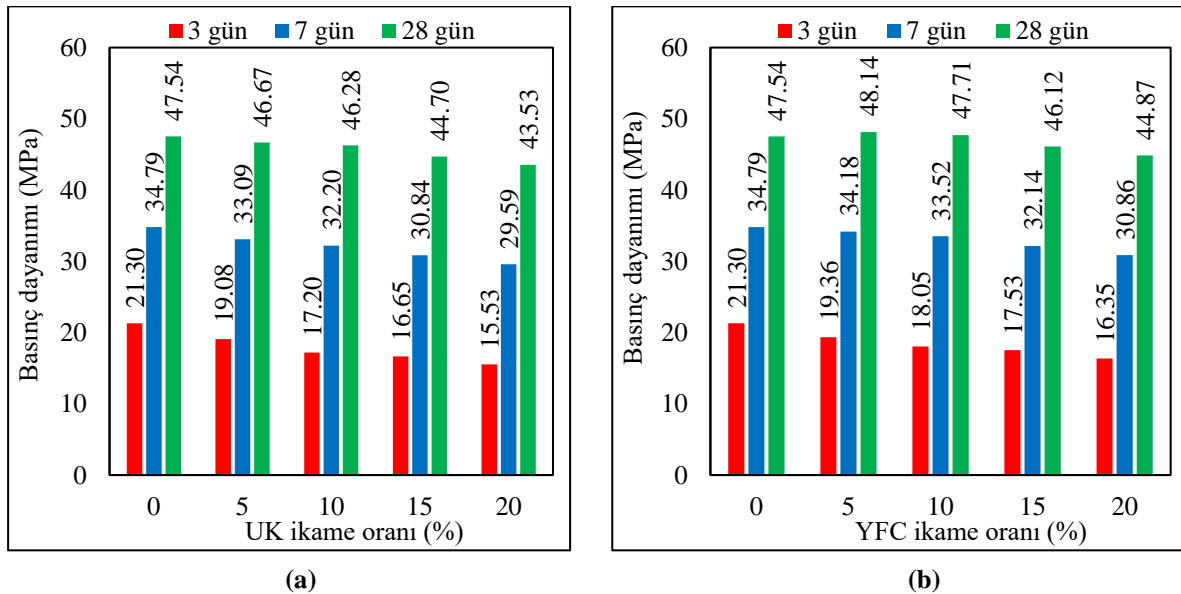 3 gün 7 gün 28 gün
Basınç dayanımı (MPa)
60
50
40
30
20
10
0
21.30 34.79 47.54
19.08 33.09 46.67
17.20 32.20 46.28
16.65 30.84 44.70
15.53 29.59 43.53
0 5 10 15 20
UK ikame oranı (%)
(a)
3 gün 7 gün 28 gün
Basınç dayanımı (MPa)
60
50
40
30
20
10
0
21.30 34.79 47.54
19.36 34.18 48.14
18.05 33.52 47.71
17.53 32.14 46.12
16.35 30.86 44.87
0 5 10 15 20
YFC ikame oranı (%)
(b)